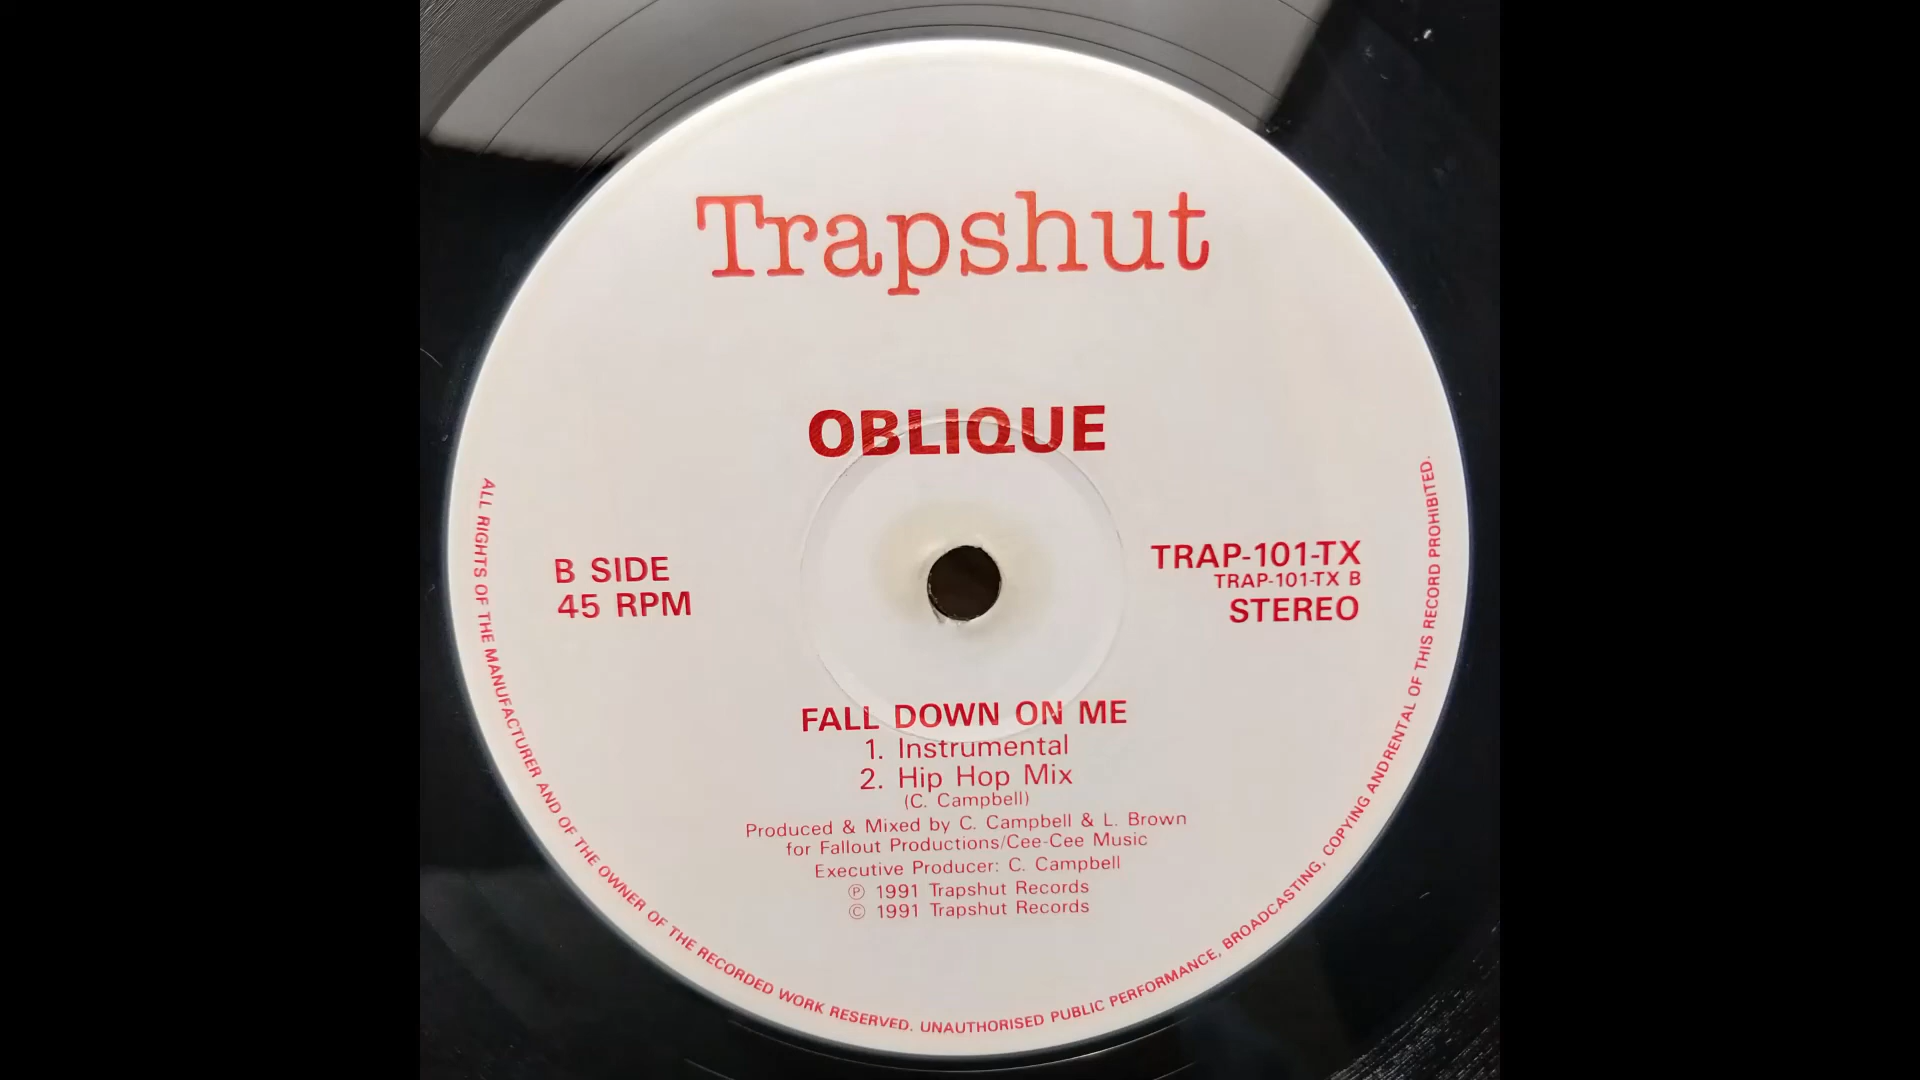 Trapshut
OBLIQUE
B SIDE
45 RPM
TRAP-101-TX
TRAP-101-TX B
STEREO
FALL DOWN ON ME
1. Instrumental
2. Hip Hop Mix
(C. Campbell)
Produced & Mixed by C. Campbell & L. Brown
for Fallout Productions/Cee-Cee Music
Executive Producer: C. Campbell
℗ 1991 Trapshut Records
© 1991 Trapshut Records
ALL RIGHTS OF THE MANUFACTURER AND OF THE OWNER OF THE RECORDED WORK RESERVED. UNAUTHORISED PUBLIC PERFORMANCE, BROADCASTING, COPYING ANDRENTAL OF THIS RECORD PROHIBITED.